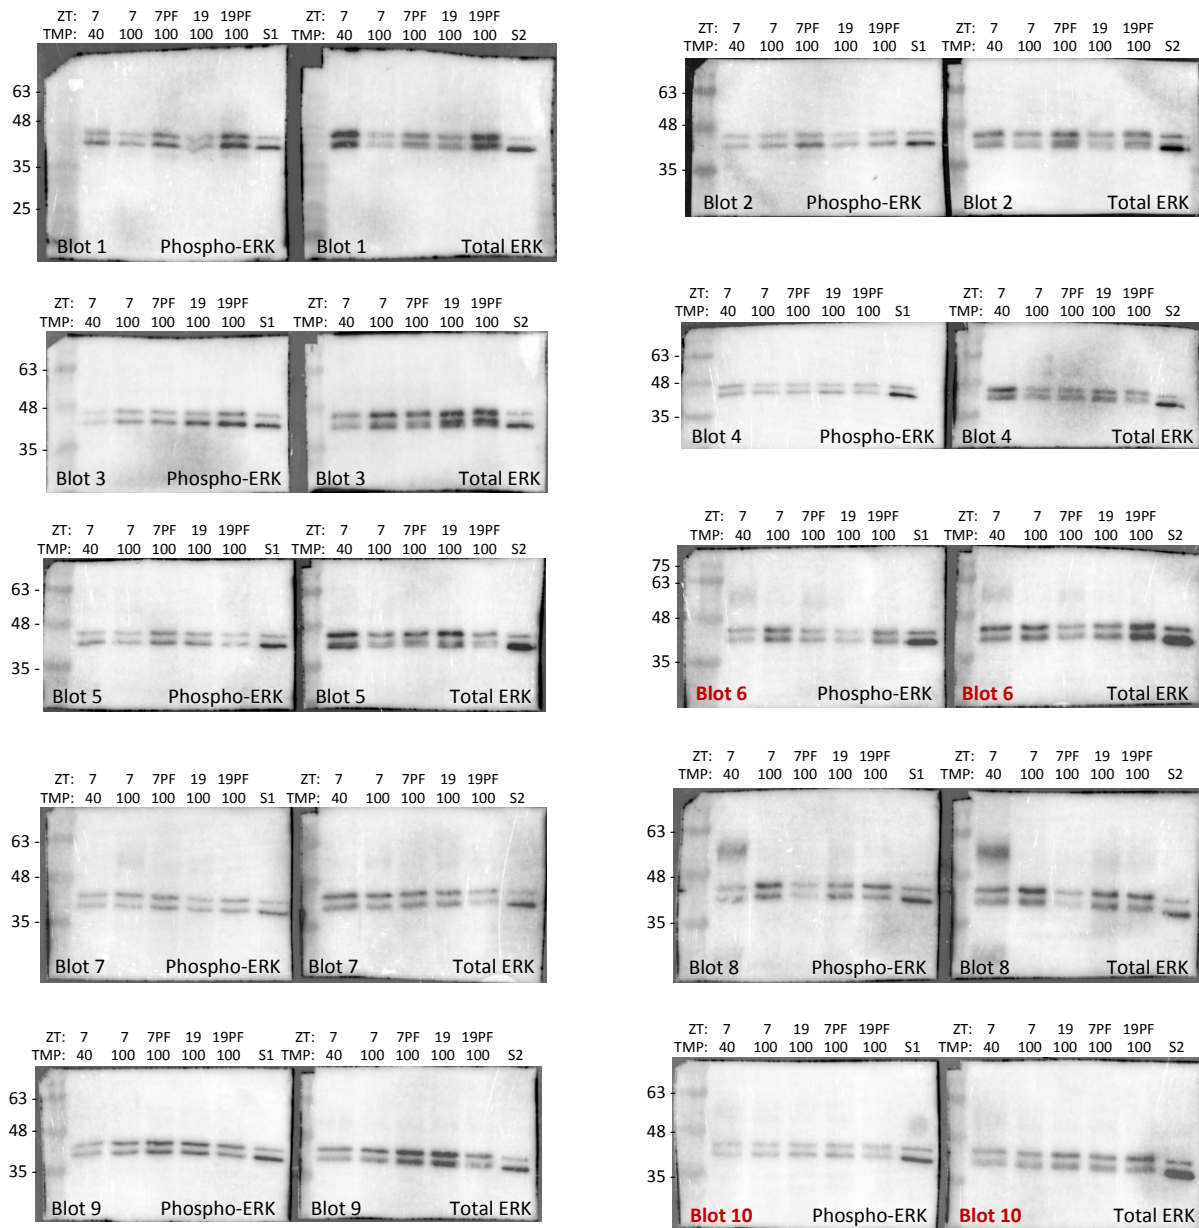 ZT: 7 7 7PF 19 19PF ZT: 7 7 7PF 19 19PF
TMP: 40 100 100 100 100 S1 TMP: 40 100 100 100 100 S2
63 -
48 -
35 -
25 -
Blot 1 Phospho-ERK Blot 1 Total ERK
ZT: 7 7 7PF 19 19PF ZT: 7 7 7PF 19 19PF
TMP: 40 100 100 100 100 S1 TMP: 40 100 100 100 100 S2
63 -
48 -
35 -
Blot 2 Phospho-ERK Blot 2 Total ERK
ZT: 7 7 7PF 19 19PF ZT: 7 7 7PF 19 19PF
TMP: 40 100 100 100 100 S1 TMP: 40 100 100 100 100 S2
63 -
48 -
35 -
Blot 3 Phospho-ERK Blot 3 Total ERK
ZT: 7 7 7PF 19 19PF ZT: 7 7 7PF 19 19PF
TMP: 40 100 100 100 100 S1 TMP: 40 100 100 100 100 S2
63 -
48 -
35 -
Blot 4 Phospho-ERK Blot 4 Total ERK
ZT: 7 7 7PF 19 19PF ZT: 7 7 7PF 19 19PF
TMP: 40 100 100 100 100 S1 TMP: 40 100 100 100 100 S2
63 -
48 -
35 -
Blot 5 Phospho-ERK Blot 5 Total ERK
ZT: 7 7 7PF 19 19PF ZT: 7 7 7PF 19 19PF
TMP: 40 100 100 100 100 S1 TMP: 40 100 100 100 100 S2
75 -
63 -
48 -
35 -
Blot 6 Phospho-ERK Blot 6 Total ERK
ZT: 7 7 7PF 19 19PF ZT: 7 7 7PF 19 19PF
TMP: 40 100 100 100 100 S1 TMP: 40 100 100 100 100 S2
63 -
48 -
35 -
Blot 7 Phospho-ERK Blot 7 Total ERK
ZT: 7 7 7PF 19 19PF ZT: 7 7 7PF 19 19PF
TMP: 40 100 100 100 100 S1 TMP: 40 100 100 100 100 S2
63 -
48 -
35 -
Blot 8 Phospho-ERK Blot 8 Total ERK
ZT: 7 7 7PF 19 19PF ZT: 7 7 7PF 19 19PF
TMP: 40 100 100 100 100 S1 TMP: 40 100 100 100 100 S2
63 -
48 -
35 -
Blot 9 Phospho-ERK Blot 9 Total ERK
ZT: 7 7 19 7PF 19PF ZT: 7 7 19 7PF 19PF
TMP: 40 100 100 100 100 S1 TMP: 40 100 100 100 100 S2
63 -
48 -
35 -
Blot 10 Phospho-ERK Blot 10 Total ERK